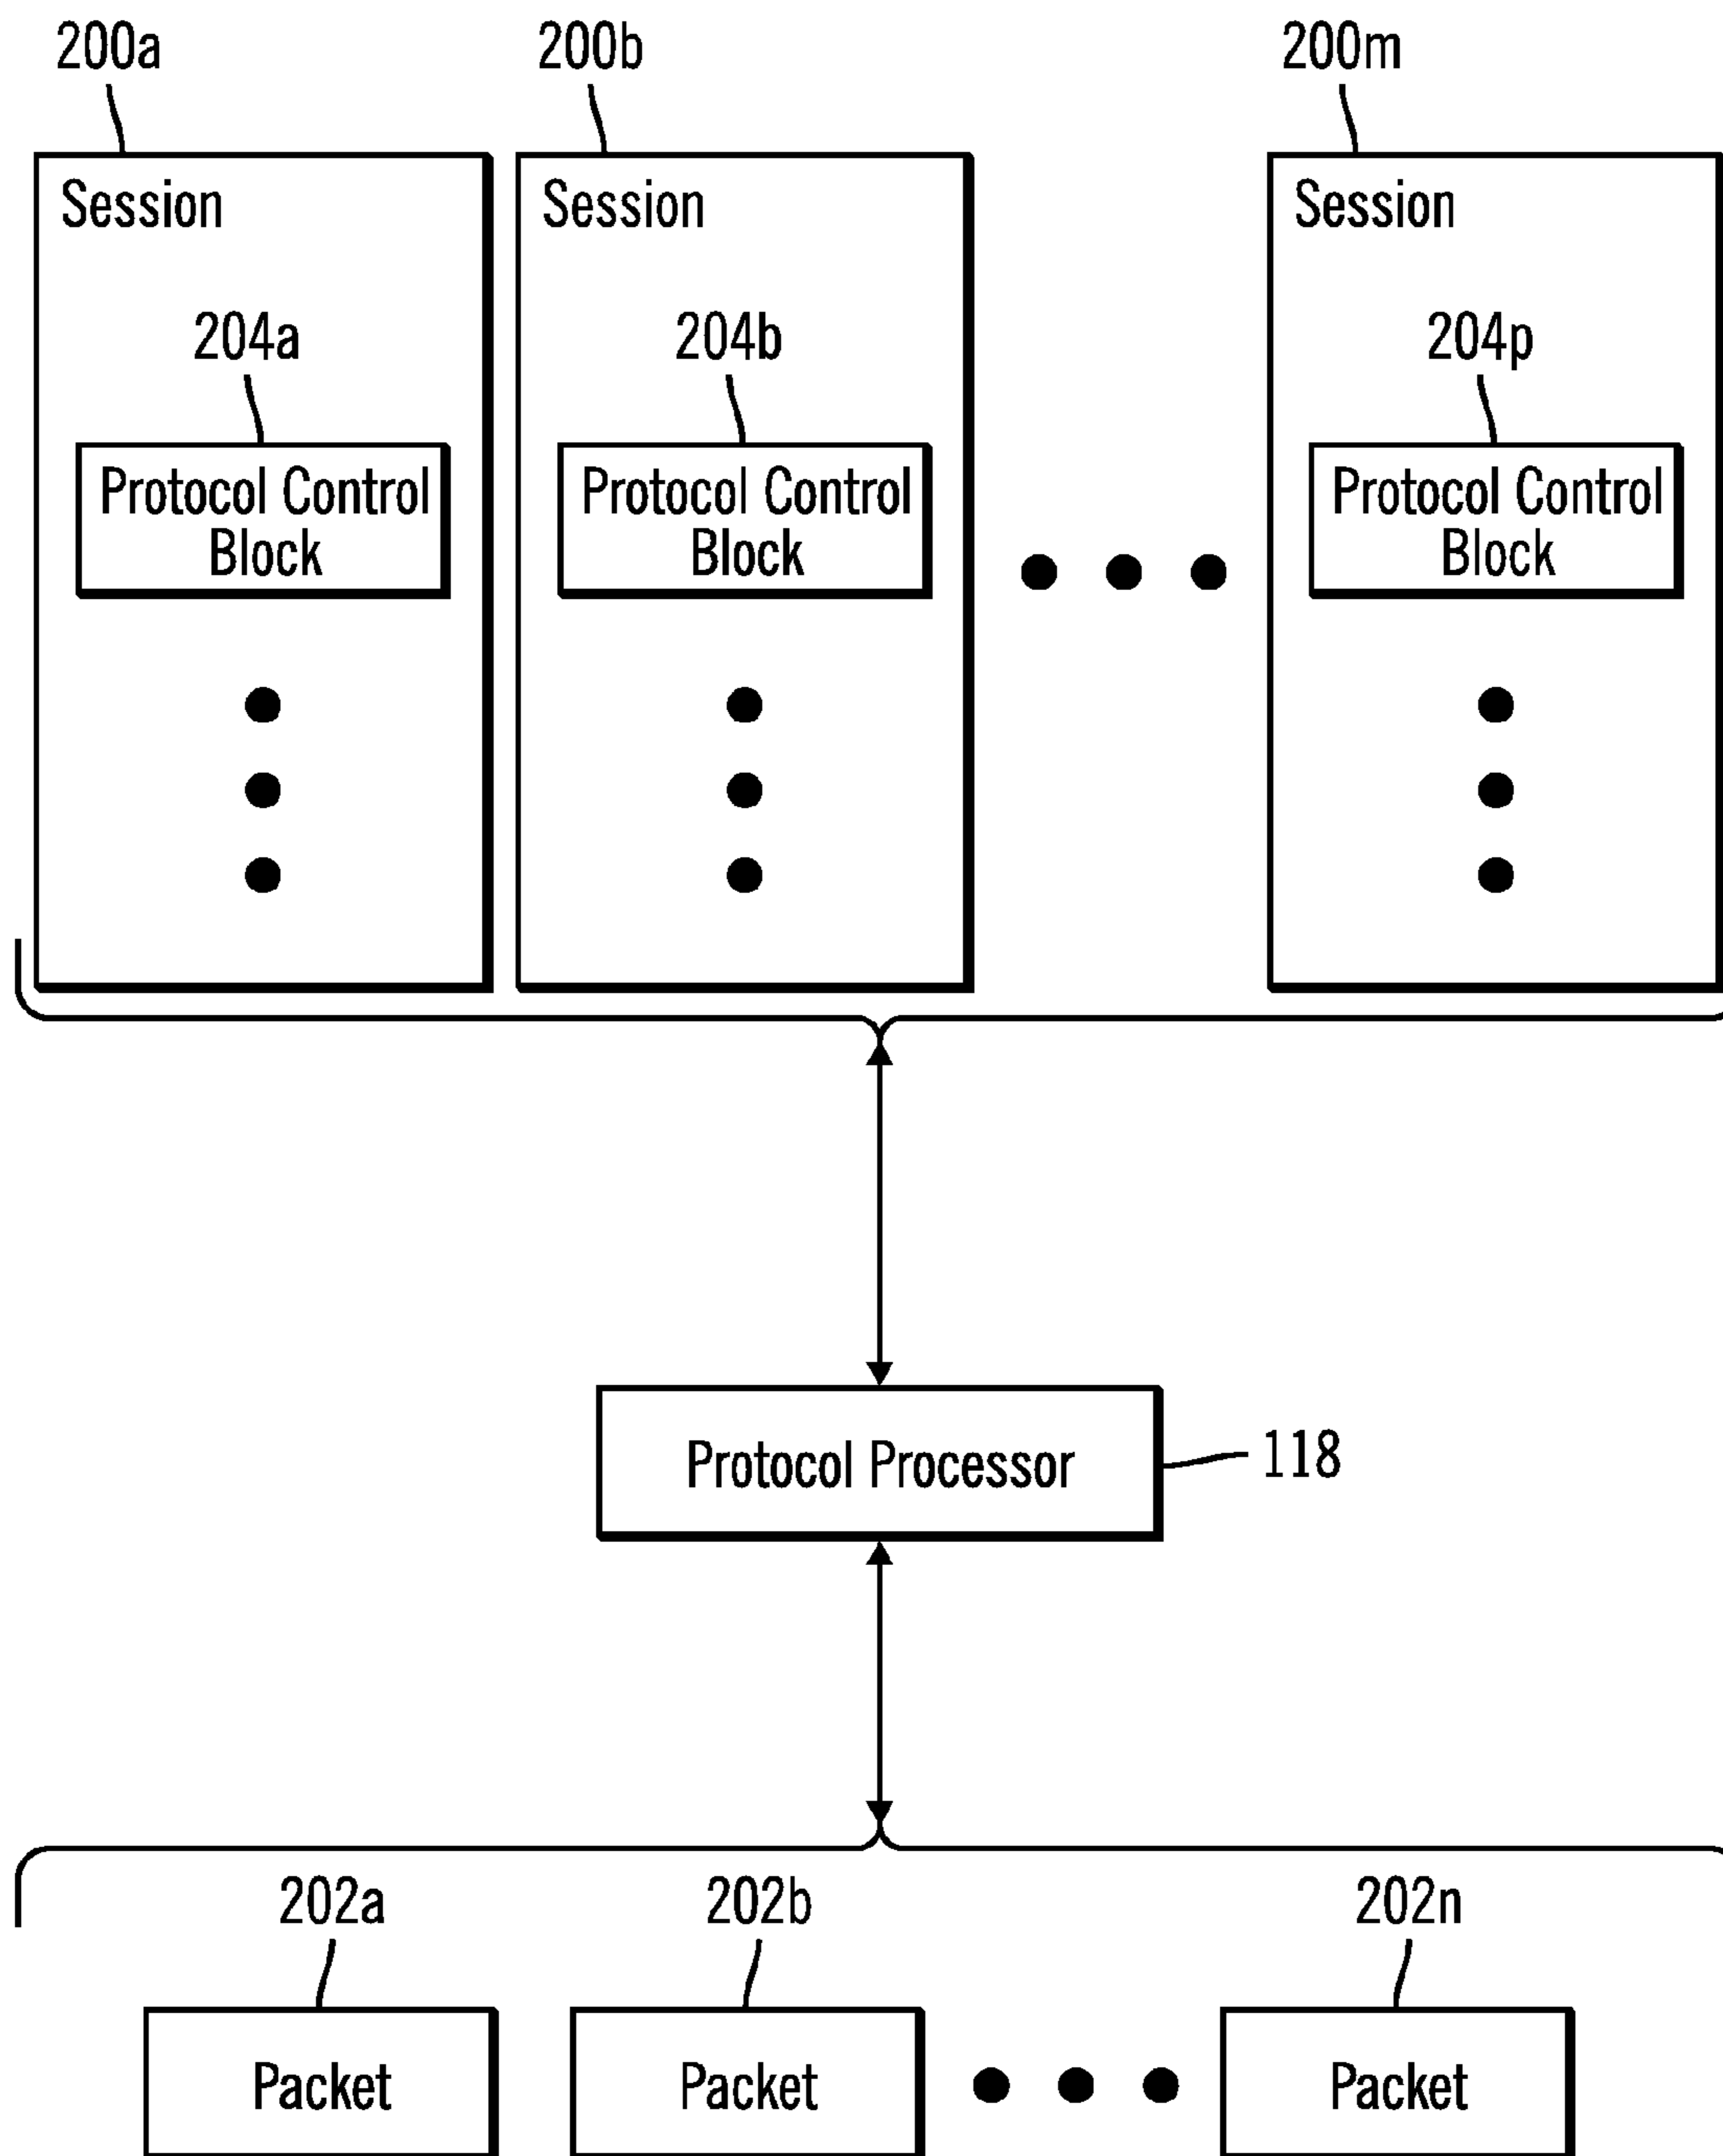 200a
200b
200m
Session
Session
Session
204a
204b
204p
Protocol Control
Block
Protocol Control
Block
Protocol Control
Block
Protocol Processor
118
202a
202b
202n
Packet
Packet
Packet